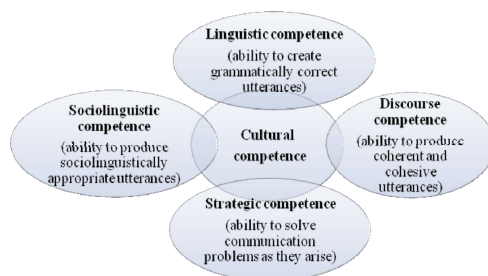 Linguistic competence
(ability to create
grammatically correct
utterances)
Sociolinguistic
competence
(ability to produce
sociolinguistically
appropriate utterances)
Cultural
competence
Discourse
competence
(ability to produce
coherent and
cohesive
utterances)
Strategic competence
(ability to solve
communication
problems as they arise)